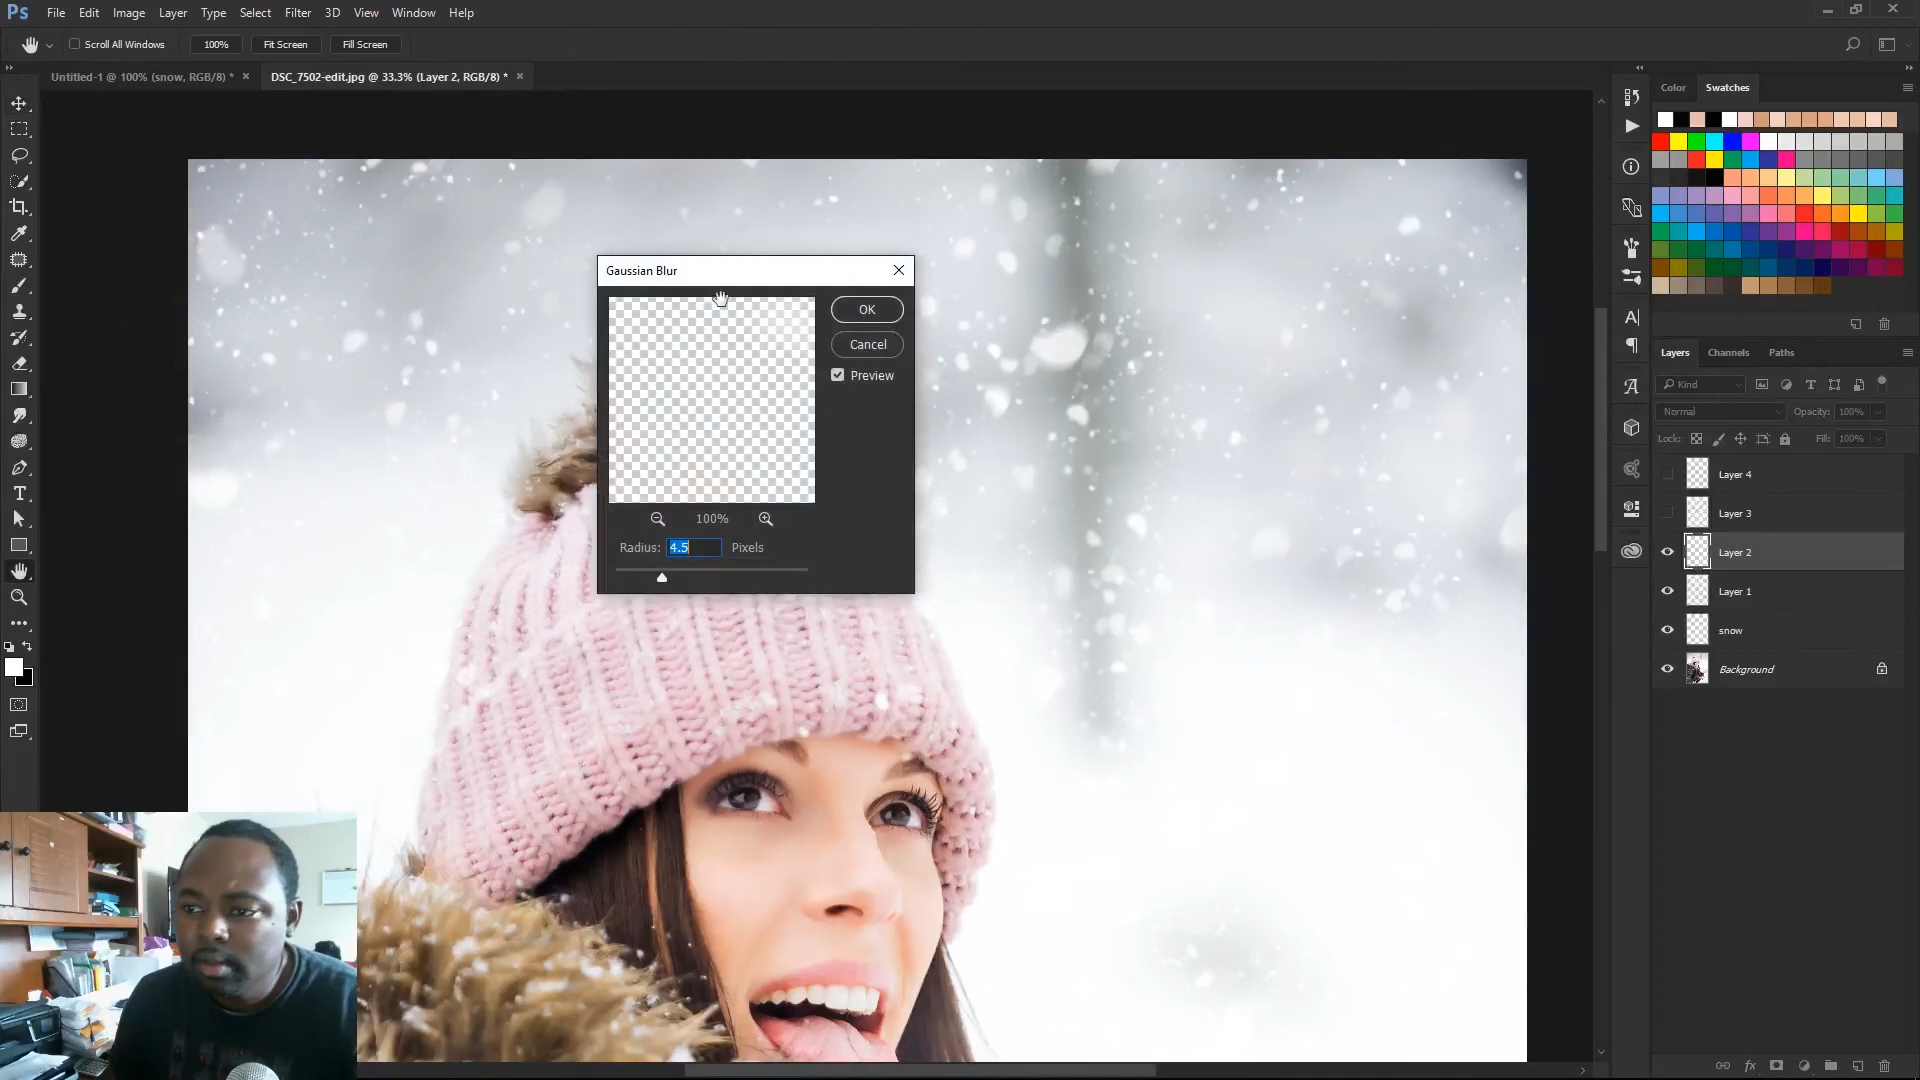 Ps File Edit Image Layer Type Select Filter 3D View Window Help
Scroll All Windows 100% Fit Screen Fill Screen
Untitled-1 @ 100% (snow, RGB/8) * × DSC_7502-edit.jpg @ 33.3% (Layer 2, RGB/8) * ×
Color Swatches
Gaussian Blur
OK
Cancel
Preview
100%
Radius: 4.5 Pixels
Layers Channels Paths
Kind
Normal Opacity: 100%
Lock: Fill: 100%
Layer 4
Layer 3
Layer 2
Layer 1
snow
Background